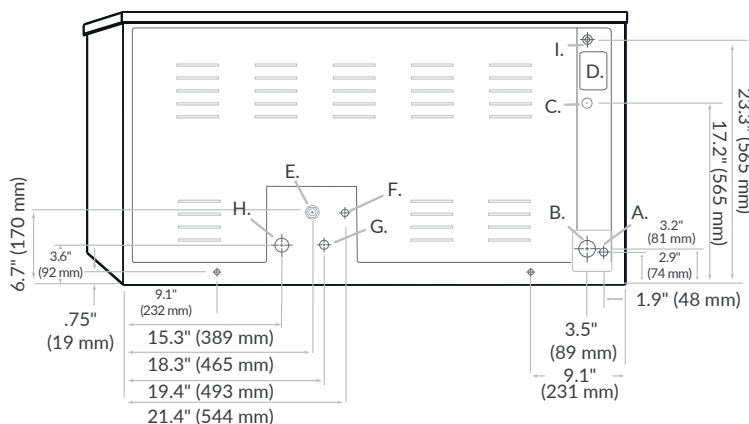 I.
D.
C.
E.
F.
B.
A.
H.
G.
23.3" (565 mm)
17.2" (565 mm)
6.7" (170 mm)
3.6"
(92 mm)
3.2"
(81 mm)
2.9"
(74 mm)
.75"
(19 mm)
9.1"
(232 mm)
15.3" (389 mm)
18.3" (465 mm)
19.4" (493 mm)
21.4" (544 mm)
1.9" (48 mm)
3.5"
(89 mm)
9.1"
(231 mm)